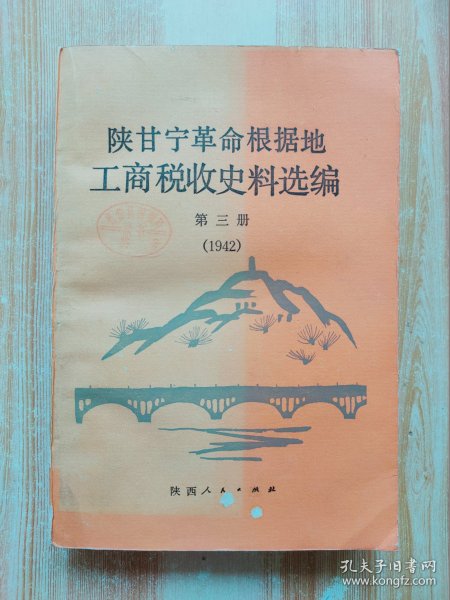 陕甘宁革命根据地
工商税收史料选编
第三册
(1942)
陕西人民出版社
孔夫子旧书网
www.kongfz.com